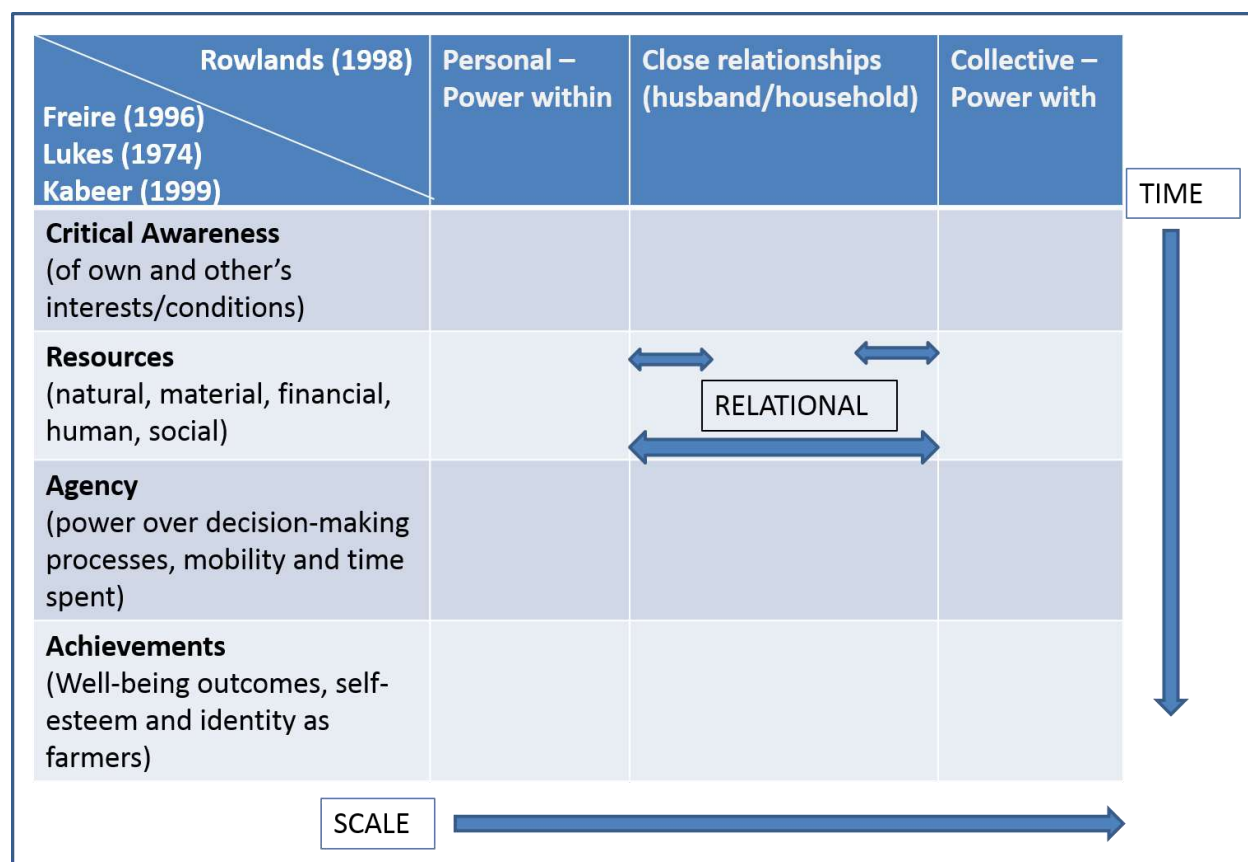 Rowlands (1998)
Freire (1996)
Lukes (1974)
Kabeer (1999)
Personal –
Power within
Close relationships
(husband/household)
Collective –
Power with
TIME
Critical Awareness
(of own and other’s
interests/conditions)
Resources
(natural, material, financial,
human, social)
RELATIONAL
Agency
(power over decision-making
processes, mobility and time
spent)
Achievements
(Well-being outcomes, self-
esteem and identity as
farmers)
SCALE